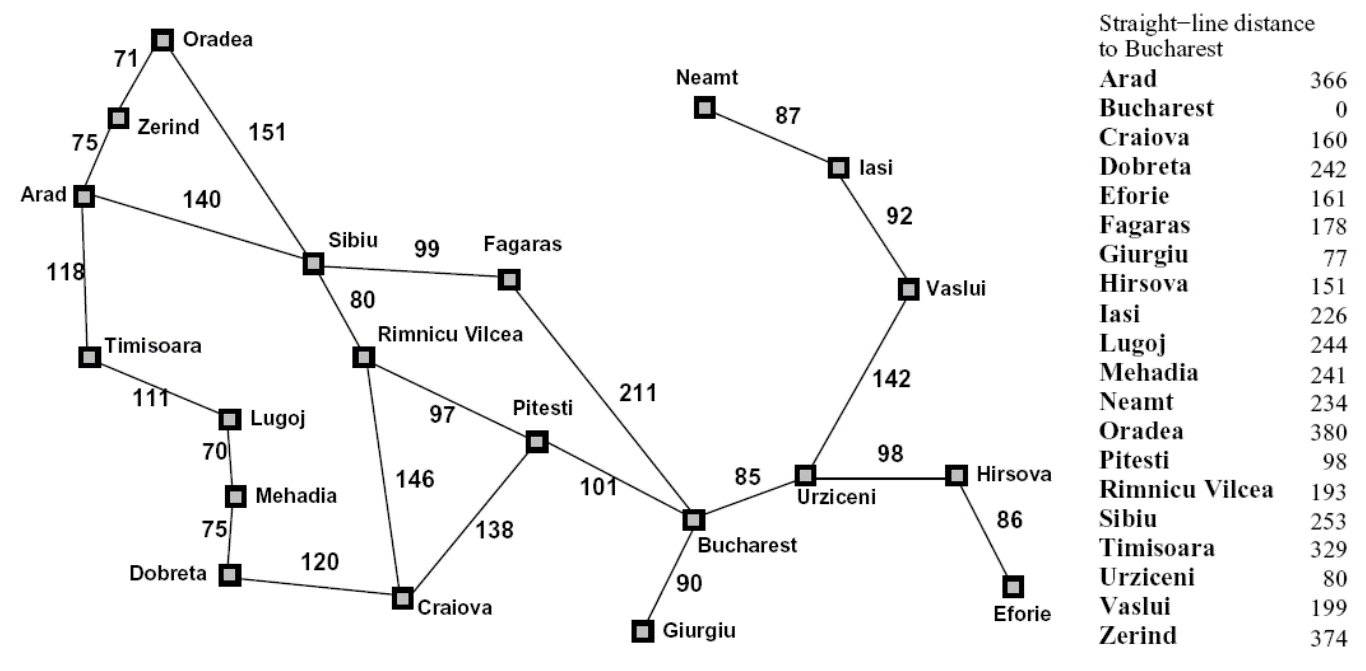 Oradea
71
Neamt
87
Zerind
151
75
Iasi
Arad
140
92
Sibiu
99
Fagaras
118
80
Vaslui
Timisoara
Rimnicu Vilcea
111
211
142
Lugoj
97
Pitesti
70
98
Hirsova
146
85
101
Urziceni
Mehadia
86
75
138
Bucharest
120
Dobreta
90
Craiova
Eforie
Giurgiu
Straight−line distance
to Bucharest
Arad 366
Bucharest 0
Craiova 160
Dobreta 242
Eforie 161
Fagaras 178
Giurgiu 77
Hirsova 151
Iasi 226
Lugoj 244
Mehadia 241
Neamt 234
Oradea 380
Pitesti 98
Rimnicu Vilcea 193
Sibiu 253
Timisoara 329
Urziceni 80
Vaslui 199
Zerind 374